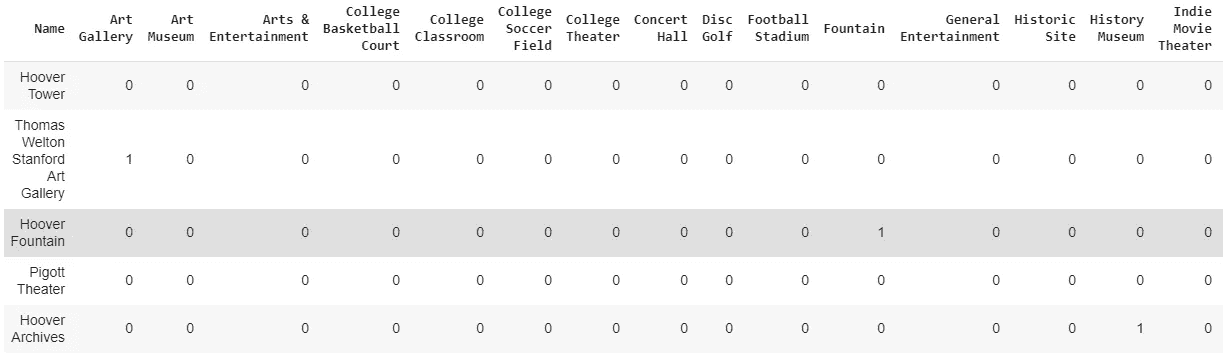 Name Art Gallery Art Museum Arts & Entertainment College Basketball Court College Classroom College Soccer Field College Theater Concert Hall Disc Golf Football Stadium Fountain General Entertainment Historic Site History Museum Indie Movie Theater
Hoover Tower 0 0 0 0 0 0 0 0 0 0 0 0 0 0 0
Thomas Welton Stanford Art Gallery 1 0 0 0 0 0 0 0 0 0 0 0 0 0 0
Hoover Fountain 0 0 0 0 0 0 0 0 0 0 1 0 0 0 0
Pigott Theater 0 0 0 0 0 0 0 0 0 0 0 0 0 0 0
Hoover Archives 0 0 0 0 0 0 0 0 0 0 0 0 0 1 0